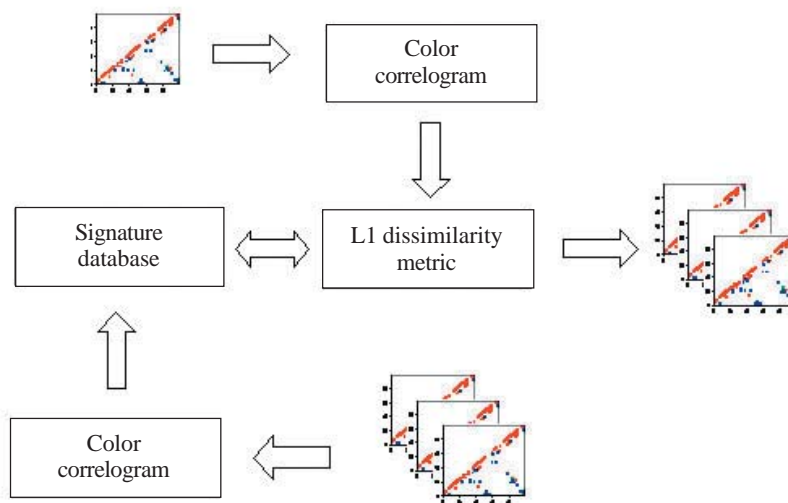 Color
correlogram
Signature
database
L1 dissimilarity
metric
Color
correlogram